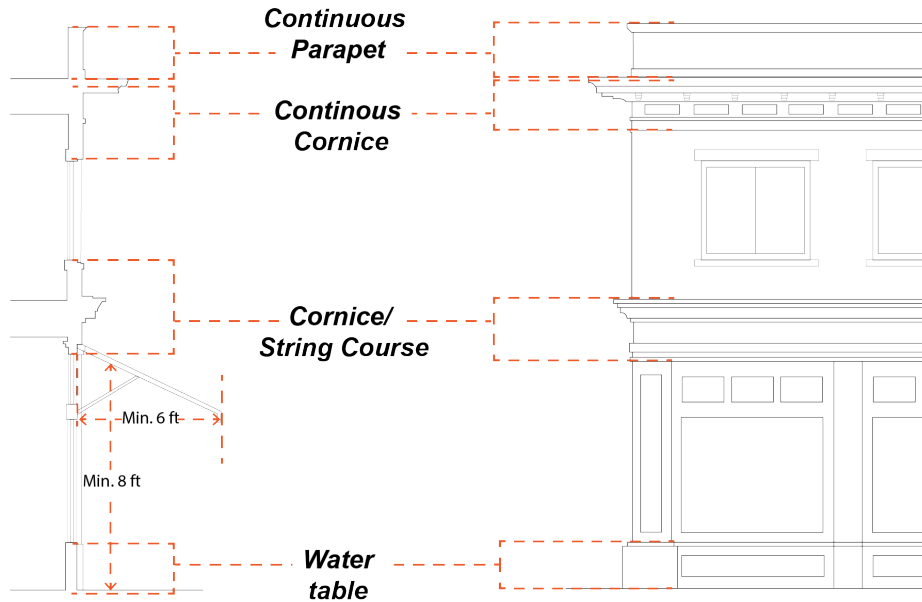 Continuous
Parapet
Continous
Cornice
Cornice/
String Course
Min. 6 ft
Min. 8 ft
Water
table